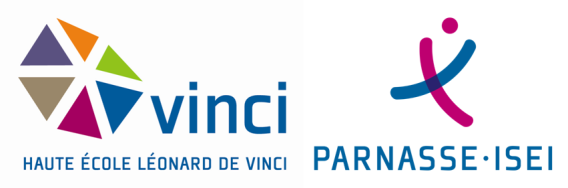 vinci
HAUTE ÉCOLE LÉONARD DE VINCI
PARNASSE·ISEI